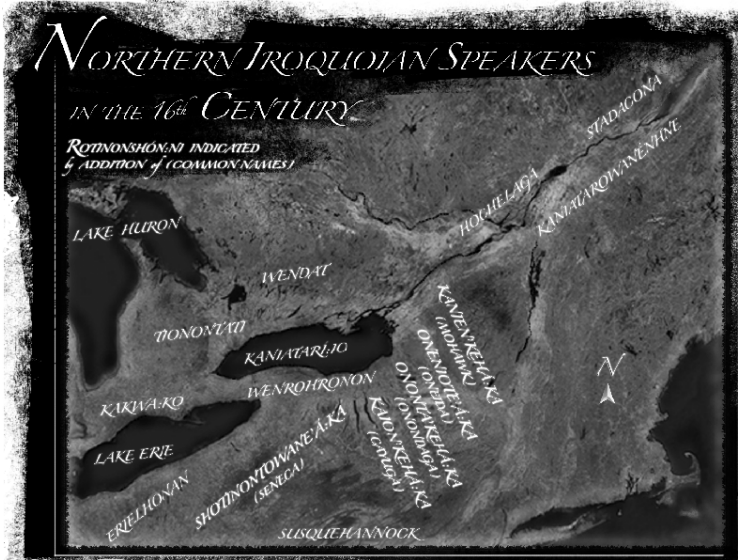 NORTHERN IROQUOIAN SPEAKERS
IN THE 16th CENTURY
ROTINONSHÓN:NI INDICATED
by ADDITION of (COMMON NAMES)
STADACONA
HOCHELAGA
KANIATAROWANÉNHNE
LAKE HURON
WENDAT
TIONONTATI
KANIATARÍ:IO
WENROHRONON
KAKWA:KO
LAKE ERIE
ERIELHONAN
KANIEN'KEHÁ:KA
(MOHAWK)
ONENIOTE'Á:KA
(ONEIDA)
ONONTA'KEHÁ:KA
(ONONDAGA)
KAION'KEHÁ:KA
(CAYUGA)
SHOTINONTOWANE'Á:KA
(SENECA)
SUSQUEHANNOCK
N